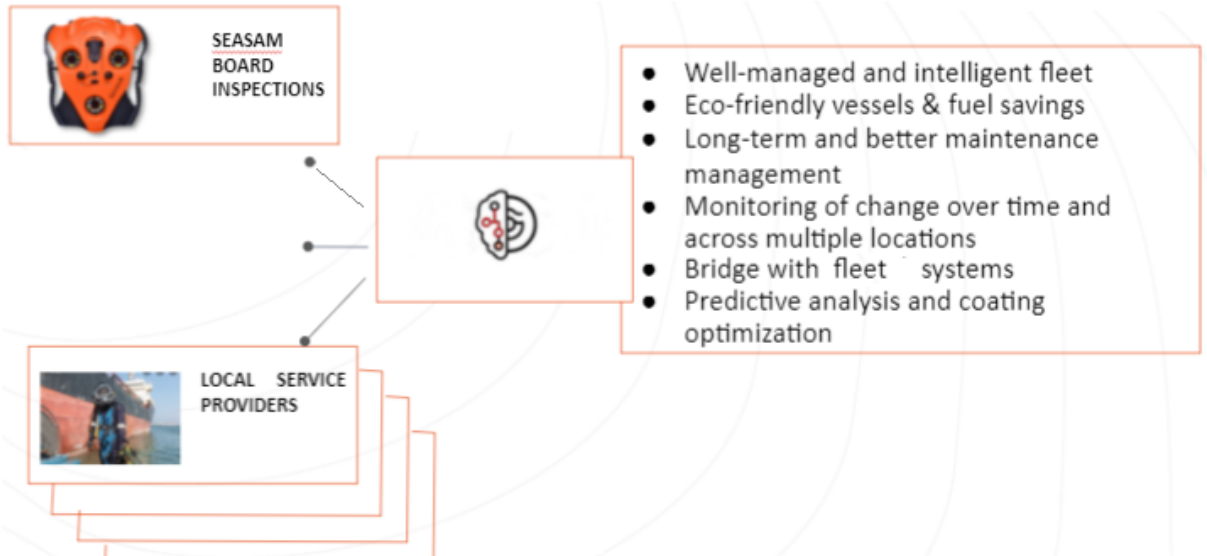 SEASAM
BOARD
INSPECTIONS
● Well-managed and intelligent fleet
● Eco-friendly vessels & fuel savings
● Long-term and better maintenance
management
● Monitoring of change over time and
across multiple locations
● Bridge with fleet systems
● Predictive analysis and coating
optimization
LOCAL SERVICE
PROVIDERS